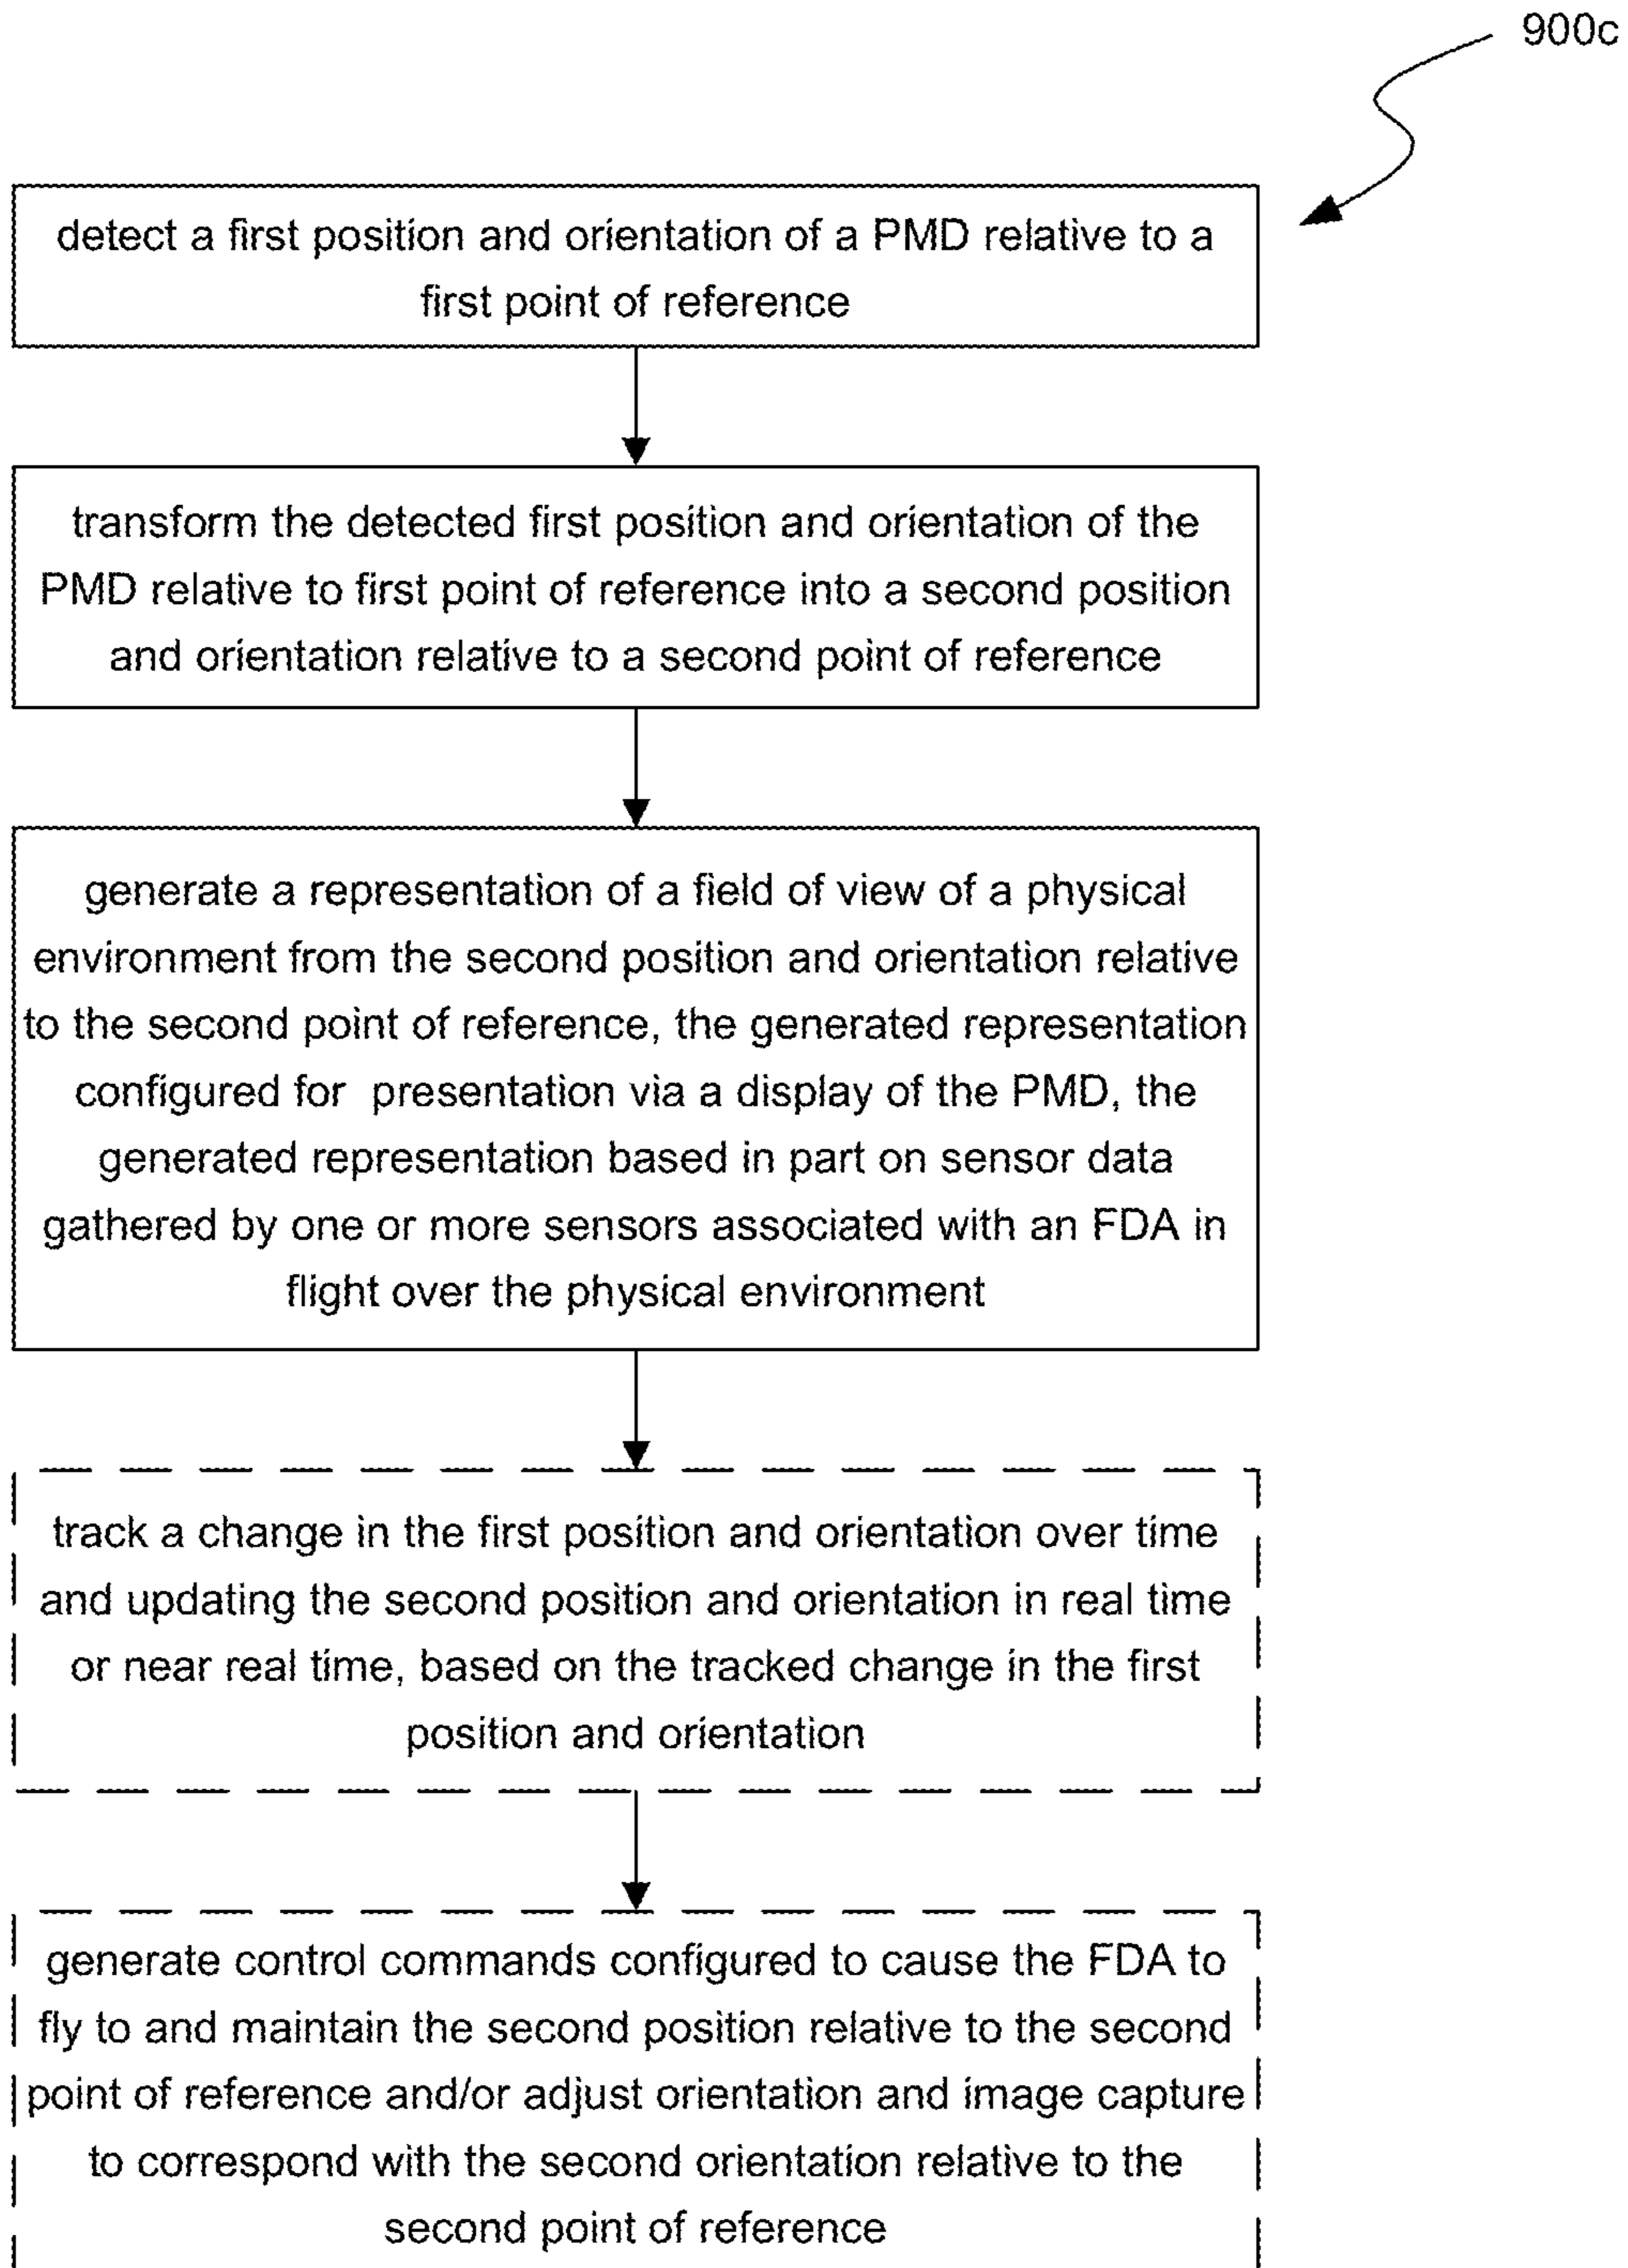 900c
detect a first position and orientation of a PMD relative to a
first point of reference
transform the detected first position and orientation of the
PMD relative to first point of reference into a second position
and orientation relative to a second point of reference
generate a representation of a field of view of a physical
environment from the second position and orientation relative
to the second point of reference, the generated representation
configured for presentation via a display of the PMD, the
generated representation based in part on sensor data
gathered by one or more sensors associated with an FDA in
flight over the physical environment
track a change in the first position and orientation over time
and updating the second position and orientation in real time
or near real time, based on the tracked change in the first
position and orientation
generate control commands configured to cause the FDA to
fly to and maintain the second position relative to the second
point of reference and/or adjust orientation and image capture
to correspond with the second orientation relative to the
second point of reference